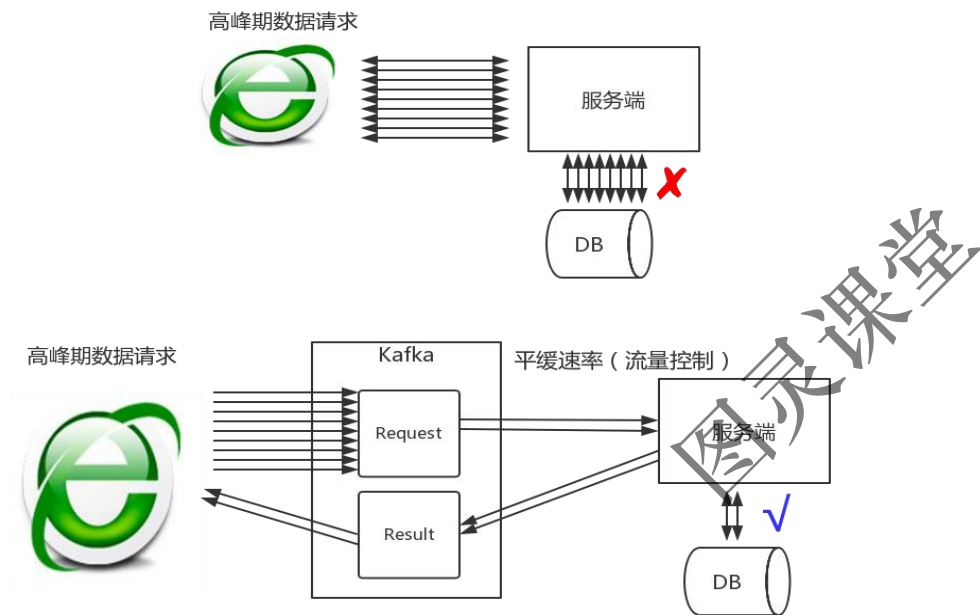 高峰期数据请求
服务端
DB
高峰期数据请求
Kafka
平缓速率（流量控制）
Request
服务端
Result
DB
图灵课堂